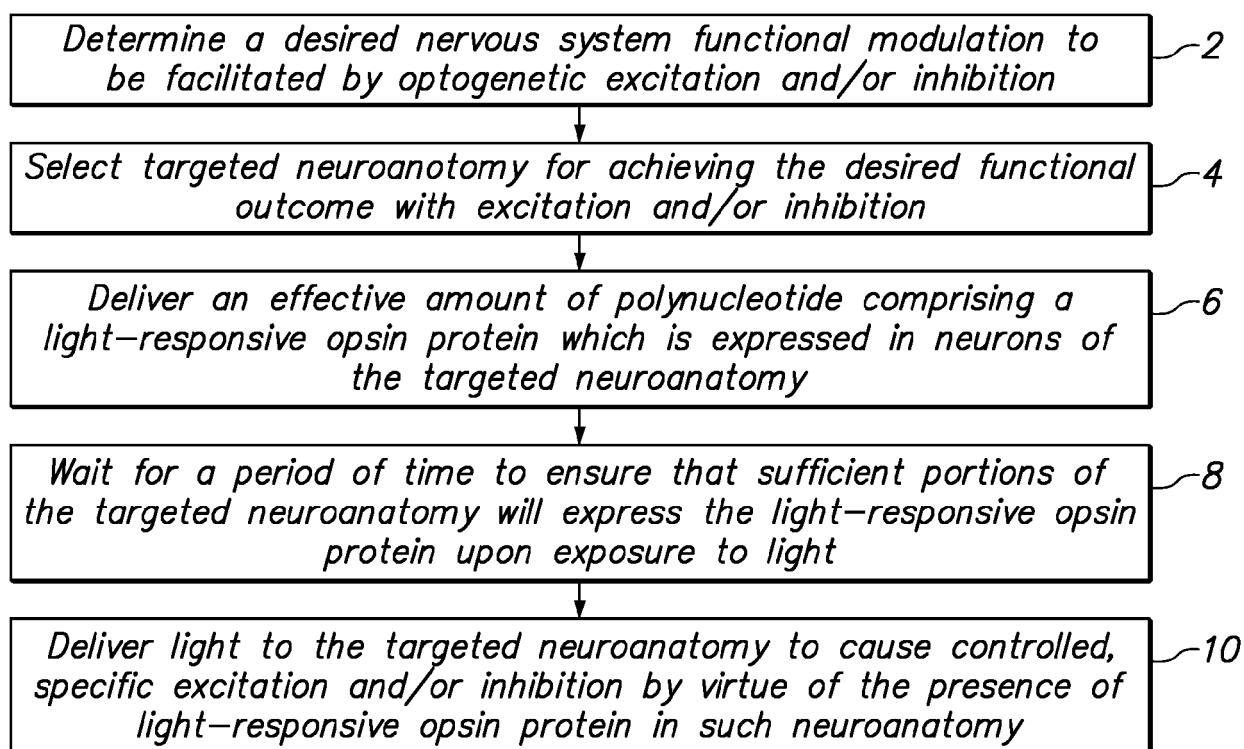 Determine a desired nervous system functional modulation to
be facilitated by optogenetic excitation and/or inhibition
2
Select targeted neuroanotomy for achieving the desired functional
outcome with excitation and/or inhibition
4
Deliver an effective amount of polynucleotide comprising a
light-responsive opsin protein which is expressed in neurons of
the targeted neuroanatomy
6
Wait for a period of time to ensure that sufficient portions of
the targeted neuroanatomy will express the light-responsive opsin
protein upon exposure to light
8
Deliver light to the targeted neuroanatomy to cause controlled,
specific excitation and/or inhibition by virtue of the presence of
light-responsive opsin protein in such neuroanatomy
10